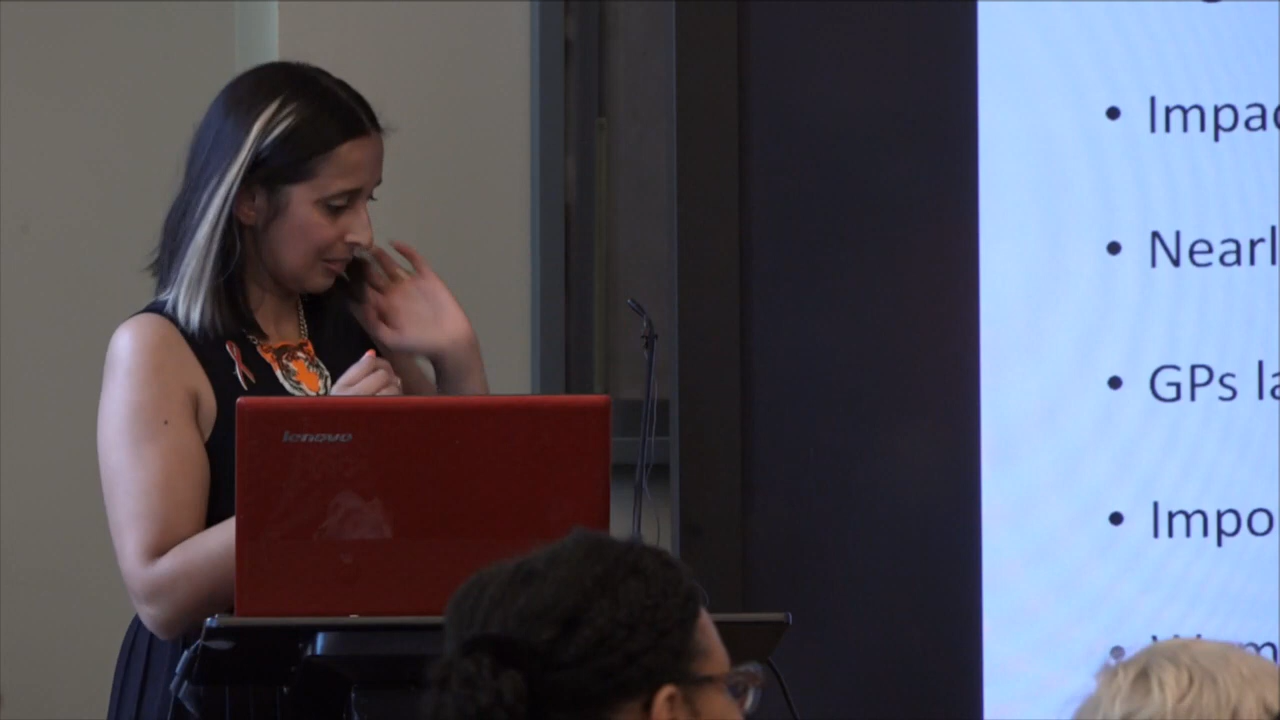 lenovo
• Impac
• Nearl
• GPs la
• Impo